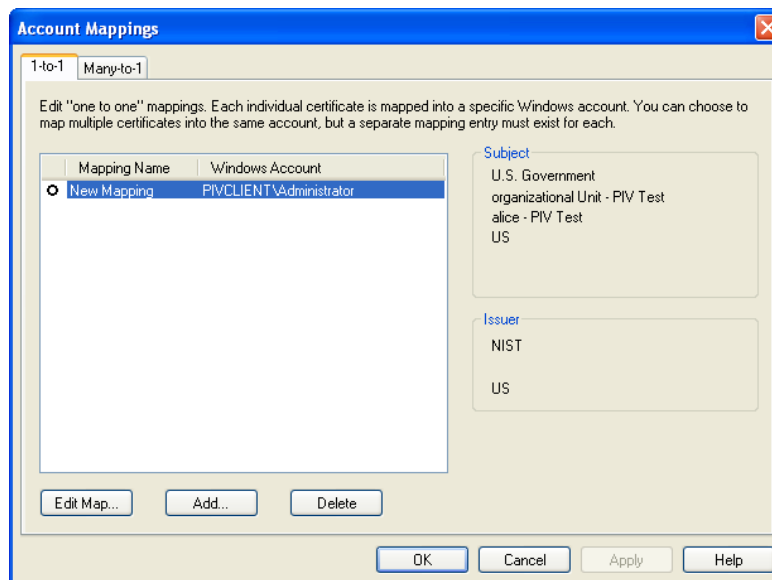 Account Mappings
1-to-1 Many-to-1
Edit "one to one" mappings. Each individual certificate is mapped into a specific Windows account. You can choose to
map multiple certificates into the same account, but a separate mapping entry must exist for each.
Mapping Name Windows Account
New Mapping PIVCLIENT\Administrator
Subject
U.S. Government
organizational Unit - PIV Test
alice - PIV Test
US
Issuer
NIST
US
Edit Map... Add... Delete
OK Cancel Apply Help